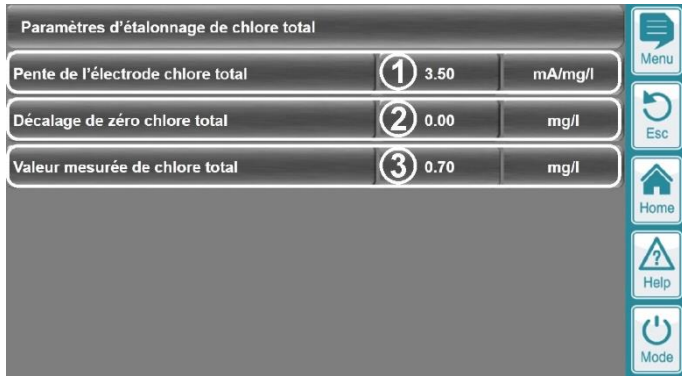 Paramètres d'étalonnage de chlore total
Pente de l'électrode chlore total 1 3.50 mA/mg/l
Décalage de zéro chlore total 2 0.00 mg/l
Valeur mesurée de chlore total 3 0.70 mg/l
Menu
Esc
Home
Help
Mode